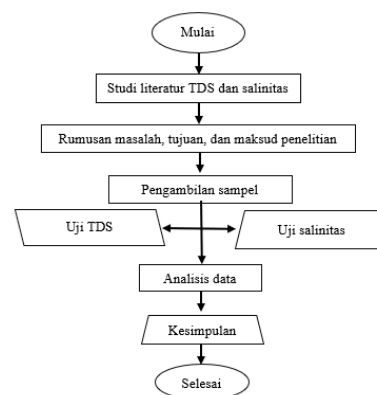 Mulai
Studi literatur TDS dan salinitas
Rumusan masalah, tujuan, dan maksud penelitian
Pengambilan sampel
Uji TDS
Uji salinitas
Analisis data
Kesimpulan
Selesai